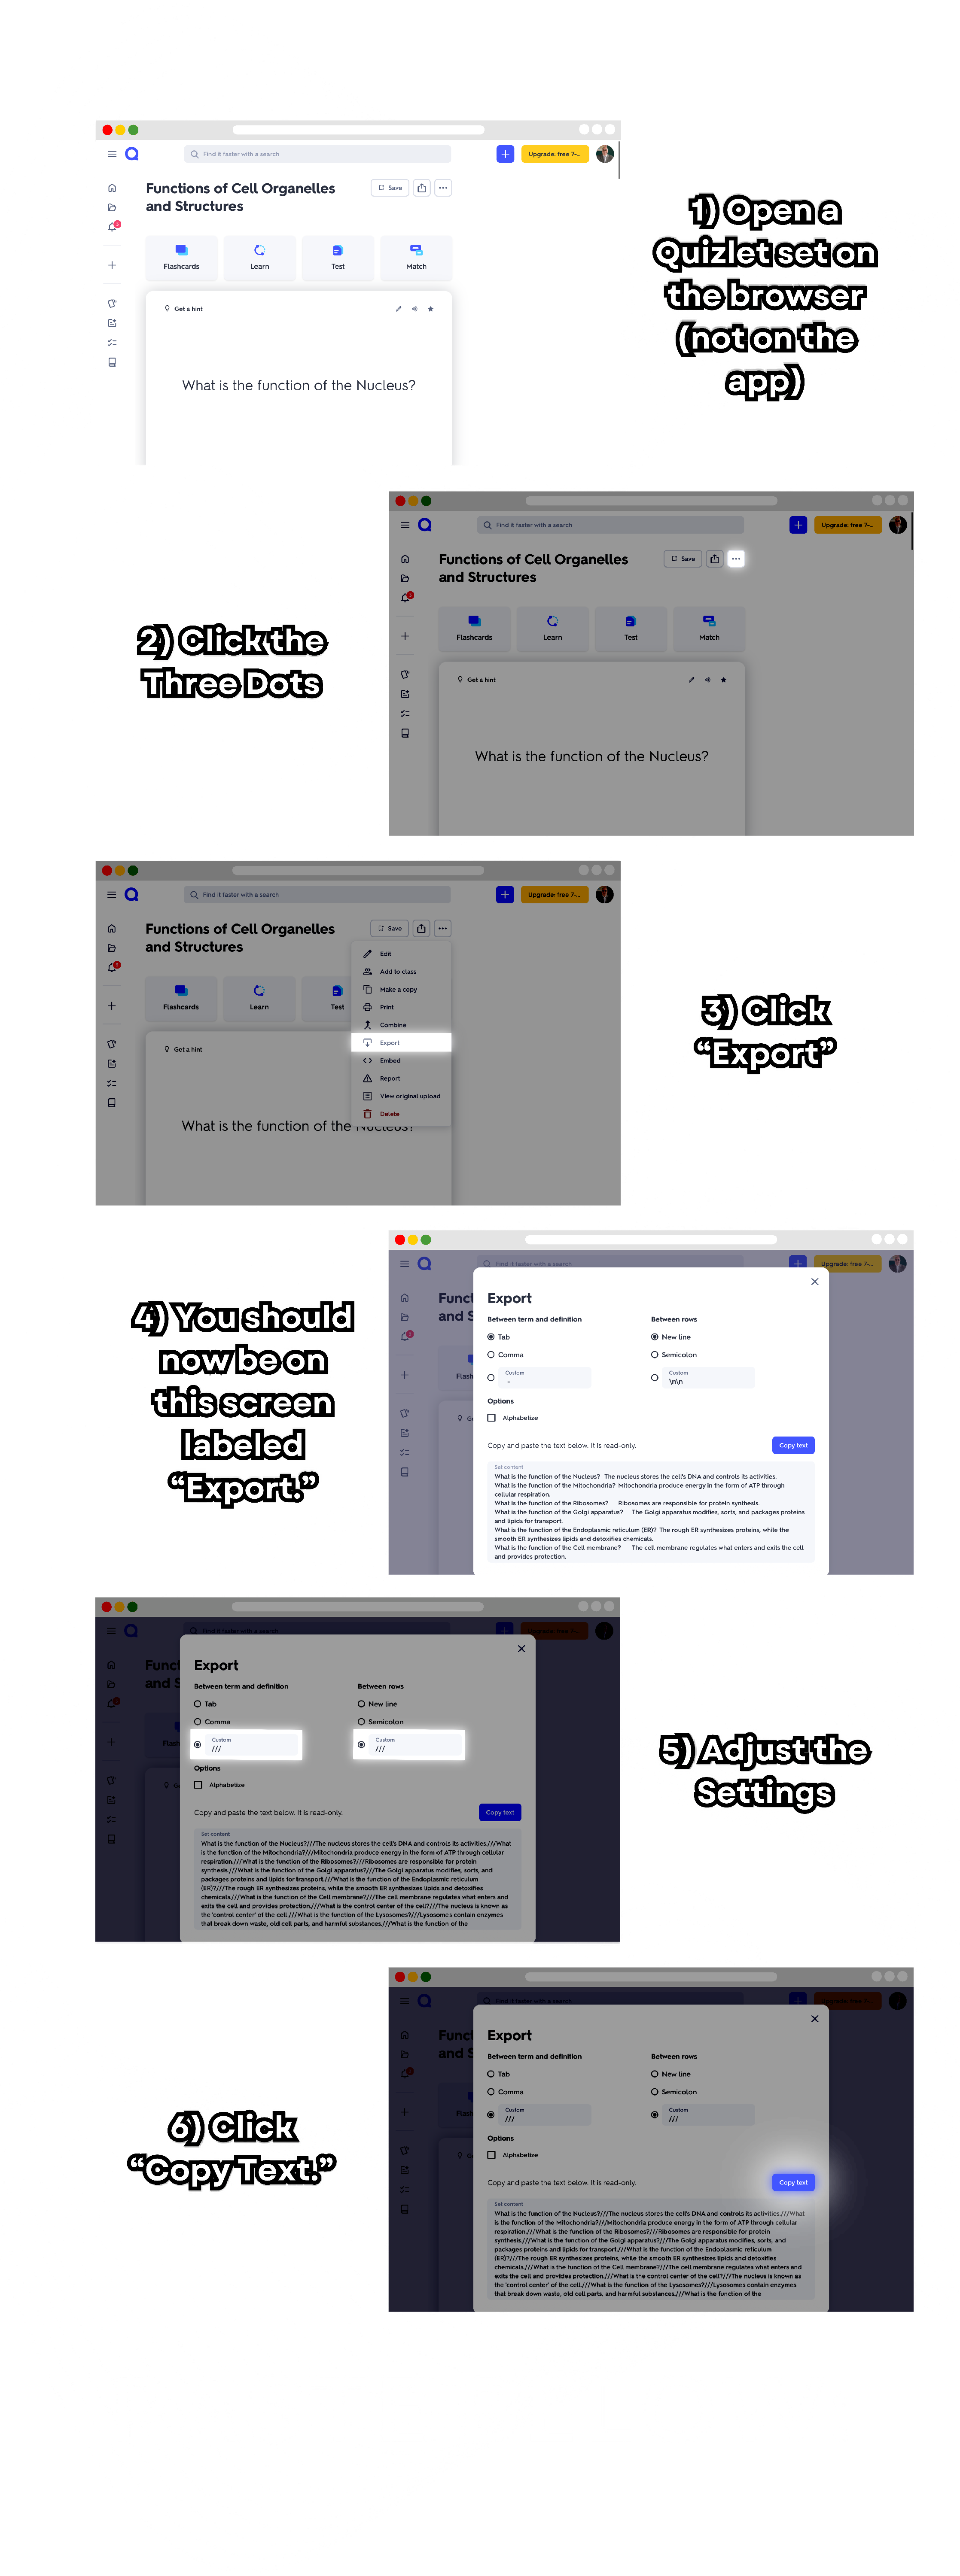 Find it faster with a search
Upgrade: free 7-...
Functions of Cell Organelles
and Structures
Save
Flashcards
Learn
Test
Match
Get a hint
What is the function of the Nucleus?
1) Open a
Quizlet set on
the browser
(not on the
app)
2) Click the
Three Dots
Find it faster with a search
Upgrade: free 7-...
Functions of Cell Organelles
and Structures
Save
Flashcards
Learn
Test
Match
Get a hint
What is the function of the Nucleus?
Find it faster with a search
Upgrade: free 7-...
Functions of Cell Organelles
and Structures
Save
Flashcards
Learn
Test
Get a hint
What is the function of the Nucleus?
Edit
Add to class
Make a copy
Print
Combine
Export
Embed
Report
View original upload
Delete
3) Click
“Export”
4) You should
now be on
this screen
labeled
“Export.”
Find it faster with a search
Upgrade: free 7-...
Export
Between term and definition
Between rows
Tab
New line
Comma
Semicolon
Custom
-
Custom
\n\n
Options
Alphabetize
Copy and paste the text below. It is read-only.
Copy text
Set content
What is the function of the Nucleus? The nucleus stores the cell's DNA and controls its activities.
What is the function of the Mitochondria? Mitochondria produce energy in the form of ATP through
cellular respiration.
What is the function of the Ribosomes? Ribosomes are responsible for protein synthesis.
What is the function of the Golgi apparatus? The Golgi apparatus modifies, sorts, and packages proteins
and lipids for transport.
What is the function of the Endoplasmic reticulum (ER)? The rough ER synthesizes proteins, while the
smooth ER synthesizes lipids and detoxifies chemicals.
What is the function of the Cell membrane? The cell membrane regulates what enters and exits the cell
and provides protection.
Find it faster with a search
Upgrade: free 7-...
Export
Between term and definition
Between rows
Tab
New line
Comma
Semicolon
Custom
///
Custom
///
Options
Alphabetize
Copy and paste the text below. It is read-only.
Copy text
Set content
What is the function of the Nucleus?///The nucleus stores the cell's DNA and controls its activities.///What
is the function of the Mitochondria?///Mitochondria produce energy in the form of ATP through cellular
respiration.///What is the function of the Ribosomes?///Ribosomes are responsible for protein
synthesis.///What is the function of the Golgi apparatus?///The Golgi apparatus modifies, sorts, and
packages proteins and lipids for transport.///What is the function of the Endoplasmic reticulum
(ER)?///The rough ER synthesizes proteins, while the smooth ER synthesizes lipids and detoxifies
chemicals.///What is the function of the Cell membrane?///The cell membrane regulates what enters and
exits the cell and provides protection.///What is the control center of the cell?///The nucleus is known as
the 'control center' of the cell.///What is the function of the Lysosomes?///Lysosomes contain enzymes
that break down waste, old cell parts, and harmful substances.///What is the function of the
5) Adjust the
Settings
6) Click
“Copy Text.”
Find it faster with a search
Upgrade: free 7-...
Export
Between term and definition
Between rows
Tab
New line
Comma
Semicolon
Custom
///
Custom
///
Options
Alphabetize
Copy and paste the text below. It is read-only.
Copy text
Set content
What is the function of the Nucleus?///The nucleus stores the cell's DNA and controls its activities.///What
is the function of the Mitochondria?///Mitochondria produce energy in the form of ATP through cellular
respiration.///What is the function of the Ribosomes?///Ribosomes are responsible for protein
synthesis.///What is the function of the Golgi apparatus?///The Golgi apparatus modifies, sorts, and
packages proteins and lipids for transport.///What is the function of the Endoplasmic reticulum
(ER)?///The rough ER synthesizes proteins, while the smooth ER synthesizes lipids and detoxifies
chemicals.///What is the function of the Cell membrane?///The cell membrane regulates what enters and
exits the cell and provides protection.///What is the control center of the cell?///The nucleus is known as
the 'control center' of the cell.///What is the function of the Lysosomes?///Lysosomes contain enzymes
that break down waste, old cell parts, and harmful substances.///What is the function of the